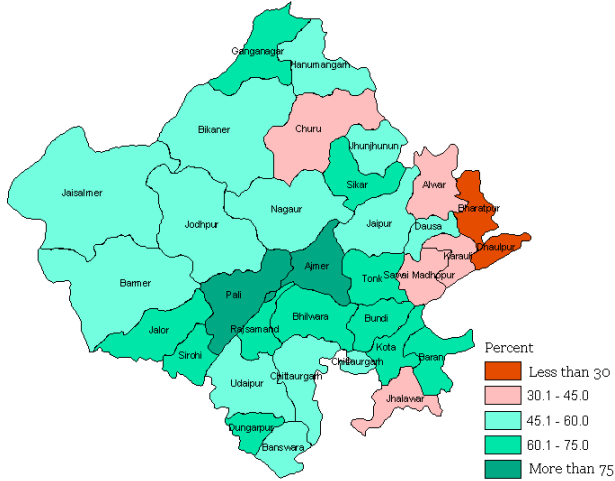 Ganganagar
Hanumangarh
Bikaner
Churu
Jhunjhunun
Sikar
Alwar
Jaisalmer
Jodhpur
Nagaur
Jaipur
Dausa
Bharatpur
Dhaulpur
Karauli
Sawai Madhopur
Barmer
Pali
Ajmer
Tonk
Jalor
Sirohi
Rajsamand
Bhilwara
Bundi
Kota
Baran
Udaipur
Chittaurgarh
Chittaurgarh
Jhalawar
Dungarpur
Banswara
Percent
Less than 30
30.1 - 45.0
45.1 - 60.0
60.1 - 75.0
More than 75